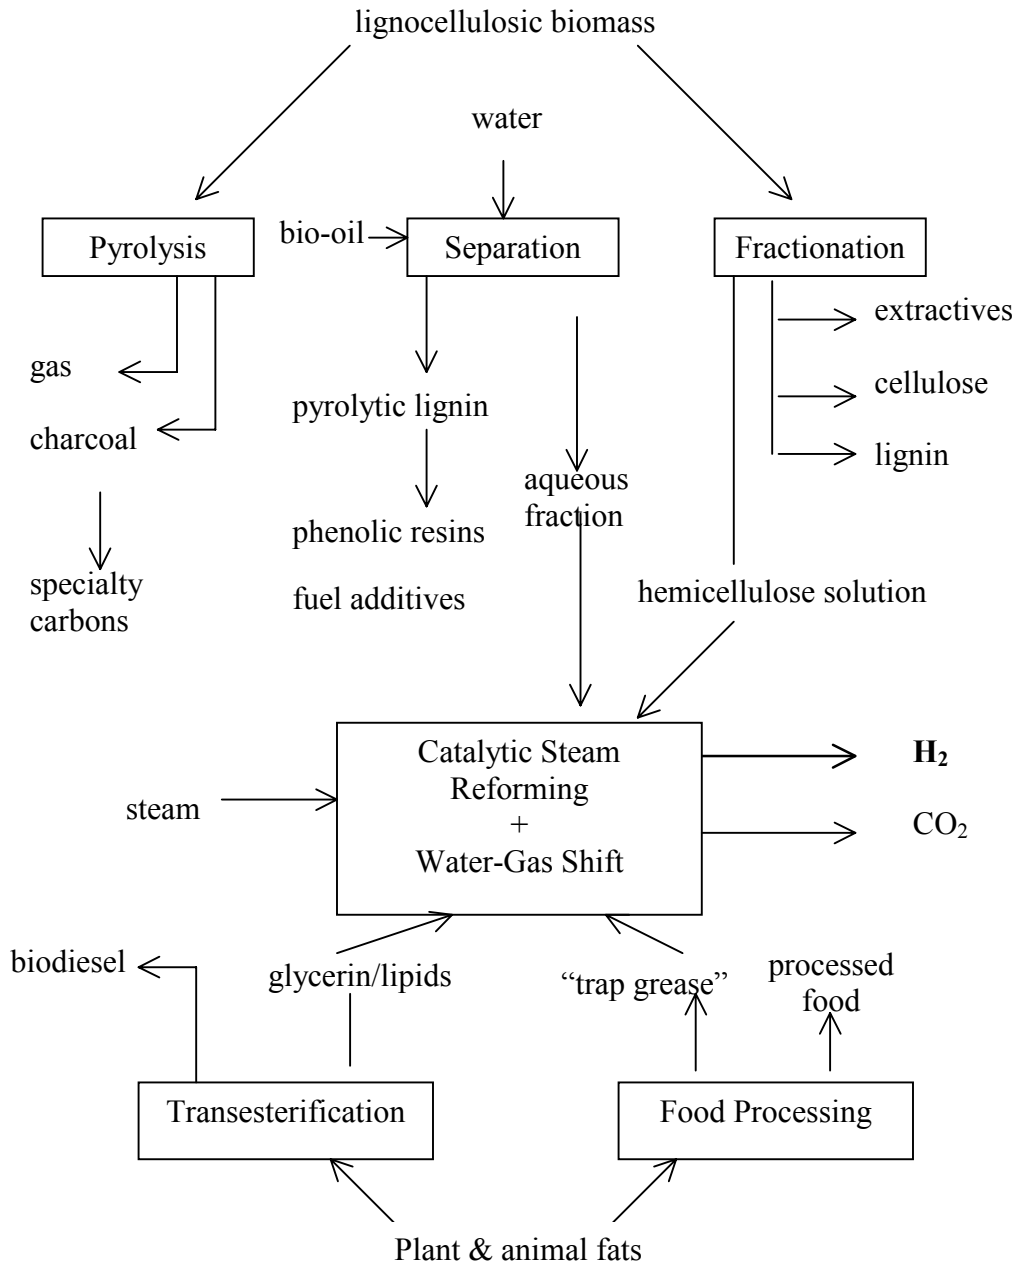 lignocellulosic biomass
water
Pyrolysis
bio-oil
Separation
Fractionation
extractives
gas
cellulose
pyrolytic lignin
charcoal
lignin
aqueous
fraction
phenolic resins
specialty
carbons
fuel additives
hemicellulose solution
Catalytic Steam
Reforming
+
Water-Gas Shift
H₂
steam
CO₂
biodiesel
glycerin/lipids
“trap grease”
processed
food
Transesterification
Food Processing
Plant & animal fats